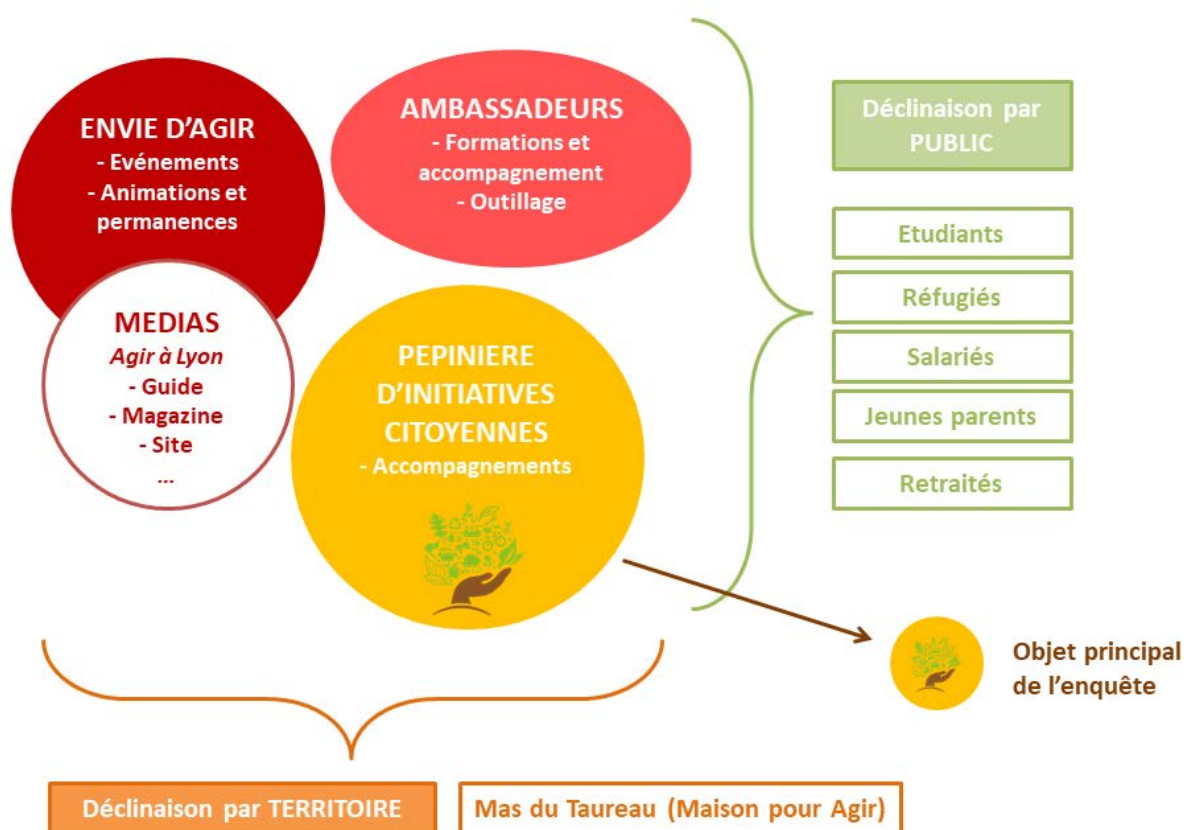 ENVIE D'AGIR
- Evénements
- Animations et
permanences
MEDIAS
Agir à Lyon
- Guide
- Magazine
- Site
...
AMBASSADEURS
- Formations et
accompagnement
- Outillage
PEPINIERE
D'INITIATIVES
CITOYENNES
- Accompagnements
Déclinaison par
PUBLIC
Etudiants
Réfugiés
Salariés
Jeunes parents
Retraités
Objet principal
de l'enquête
Déclinaison par TERRITOIRE
Mas du Taureau (Maison pour Agir)